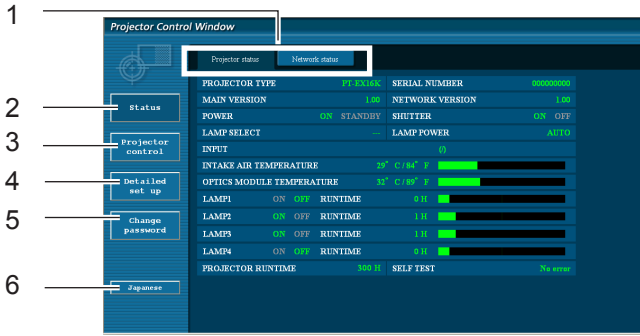 1
Projector Control Window
Projector status Network status
PROJECTOR TYPE PT-EX16K SERIAL NUMBER 000000000
2 Status MAIN VERSION 1.00 NETWORK VERSION 1.00
POWER ON STANDBY SHUTTER ON OFF
LAMP SELECT --- LAMP POWER AUTO
3 Projector control
INPUT (/)
INTAKE AIR TEMPERATURE 29° C / 84° F
4 Detailed set up
OPTICS MODULE TEMPERATURE 32° C / 89° F
LAMP1 ON OFF RUNTIME 0 H
5 Change password
LAMP2 ON OFF RUNTIME 1 H
LAMP3 ON OFF RUNTIME 1 H
LAMP4 ON OFF RUNTIME 0 H
PROJECTOR RUNTIME 300 H SELF TEST No error
6 Japanese